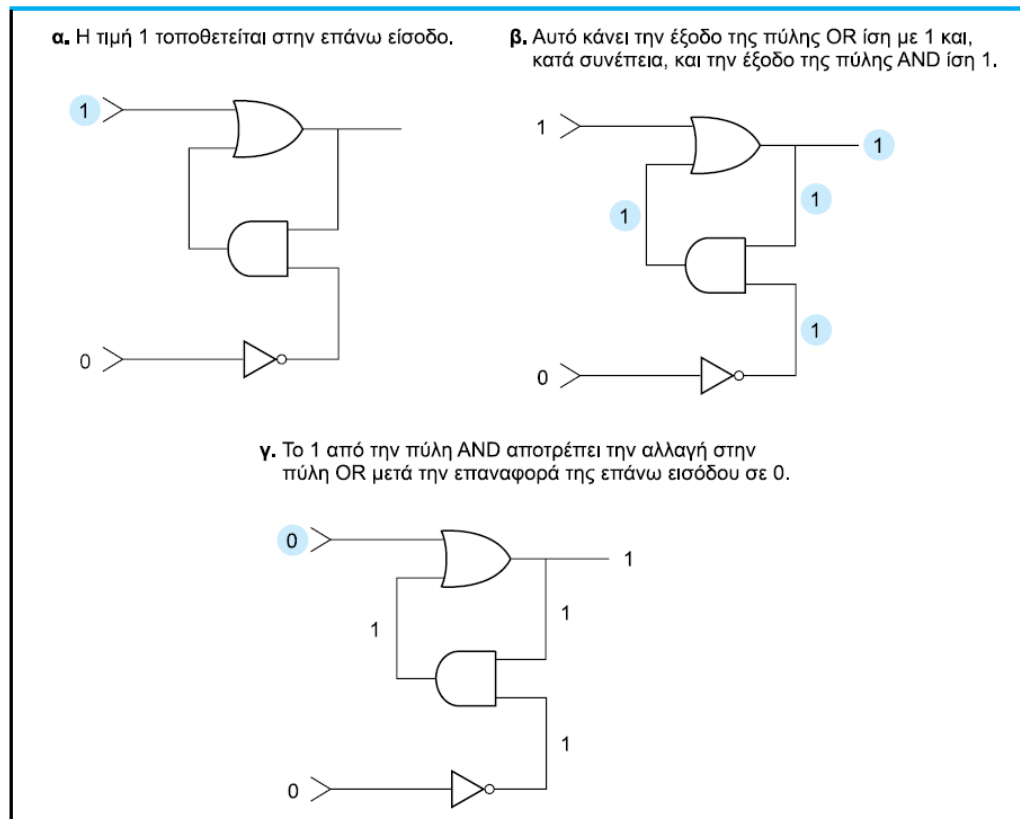 α. Η τιμή 1 τοποθετείται στην επάνω είσοδο.
1
0
β. Αυτό κάνει την έξοδο της πύλης OR ίση με 1 και,
κατά συνέπεια, και την έξοδο της πύλης AND ίση 1.
1
1
1
1
1
0
γ. Το 1 από την πύλη AND αποτρέπει την αλλαγή στην
πύλη OR μετά την επαναφορά της επάνω εισόδου σε 0.
0
1
1
1
1
0